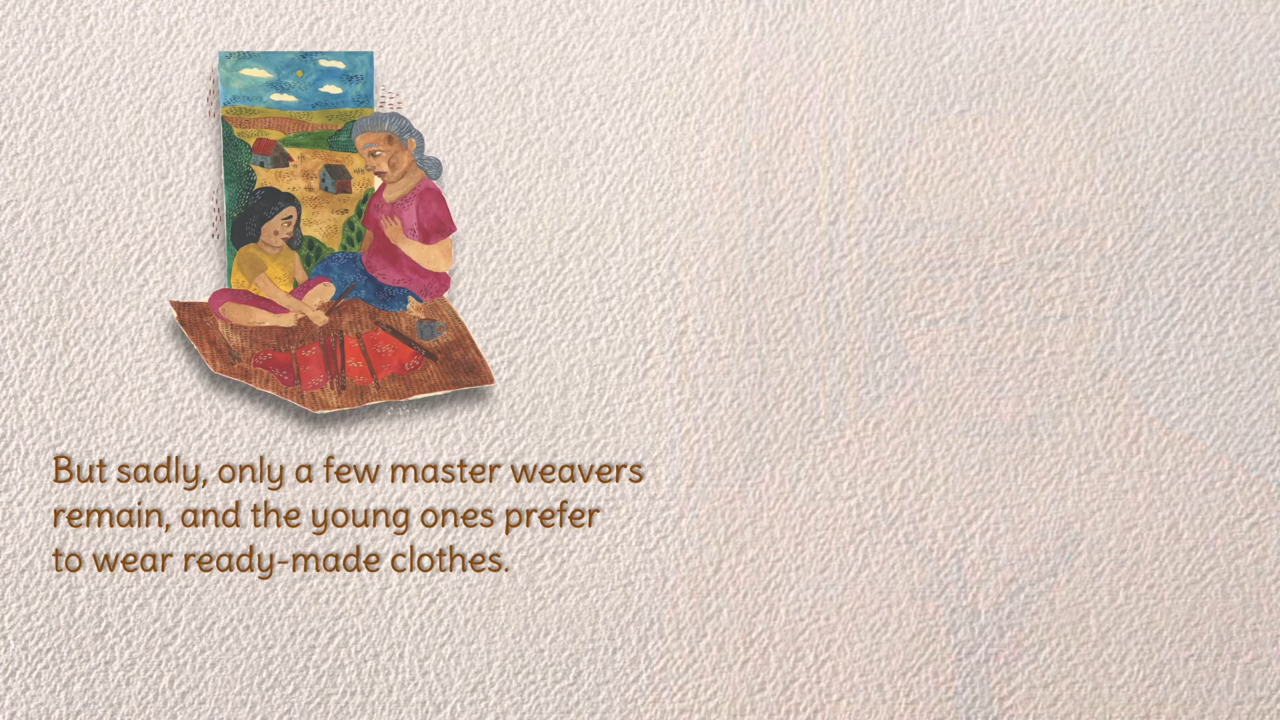 But sadly, only a few master weavers
remain, and the young ones prefer
to wear ready-made clothes.